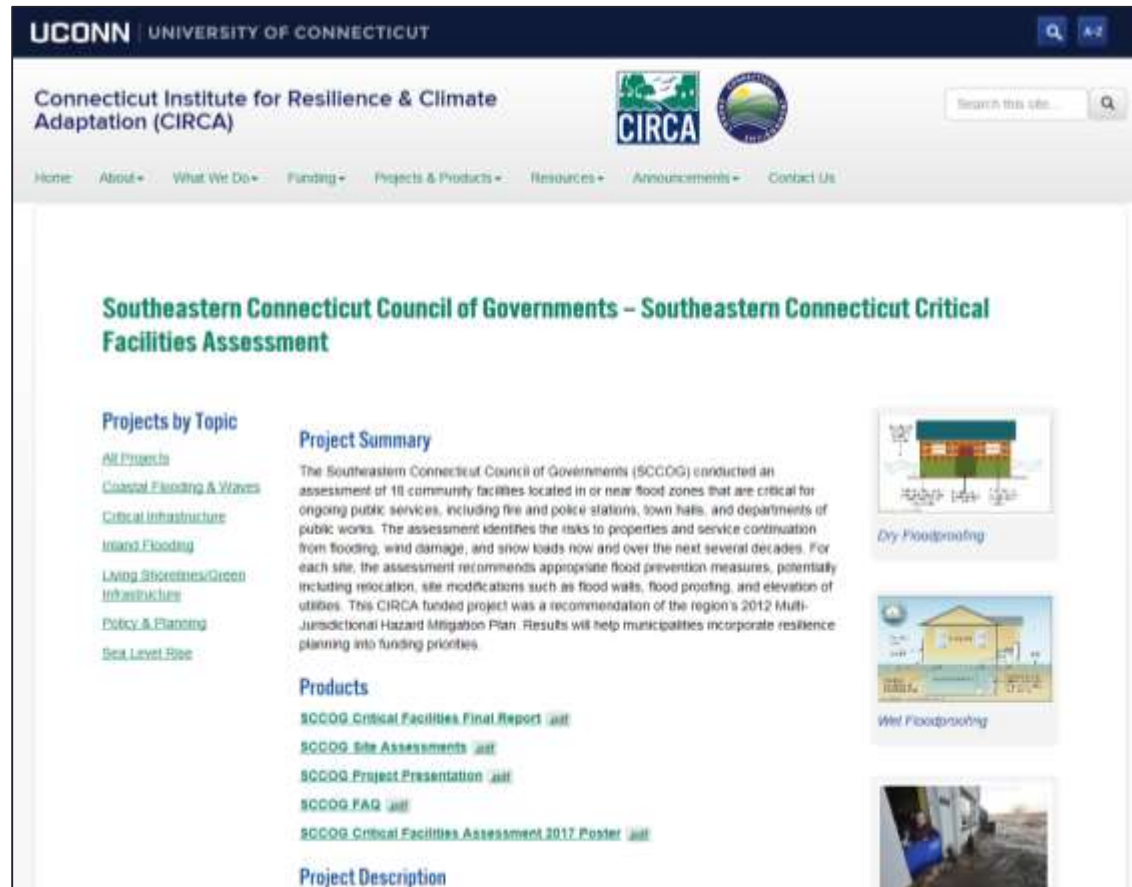 UCONN UNIVERSITY OF CONNECTICUT
A-Z
Connecticut Institute for Resilience & Climate
Adaptation (CIRCA)
CIRCA
Search this site...
Home About What We Do Funding Projects & Products Resources Announcements Contact Us
Southeastern Connecticut Council of Governments – Southeastern Connecticut Critical
Facilities Assessment
Projects by Topic
All Projects
Coastal Flooding & Waves
Critical Infrastructure
Inland Flooding
Living Shorelines/Green
Infrastructure
Policy & Planning
Sea Level Rise
Project Summary
The Southeastern Connecticut Council of Governments (SCCOG) conducted an
assessment of 18 community facilities located in or near flood zones that are critical for
ongoing public services, including fire and police stations, town halls, and departments of
public works. The assessment identifies the risks to properties and service continuation
from flooding, wind damage, and snow loads now and over the next several decades. For
each site, the assessment recommends appropriate flood prevention measures, potentially
including relocation, site modifications such as flood walls, flood proofing, and elevation of
utilities. This CIRCA funded project was a recommendation of the region's 2012 Multi-
Jurisdictional Hazard Mitigation Plan. Results will help municipalities incorporate resilience
planning into funding priorities.
Products
SCCOG Critical Facilities Final Report .pdf
SCCOG Site Assessments .pdf
SCCOG Project Presentation .pdf
SCCOG FAQ .pdf
SCCOG Critical Facilities Assessment 2017 Poster .pdf
Project Description
Dry Floodproofing
Wet Floodproofing